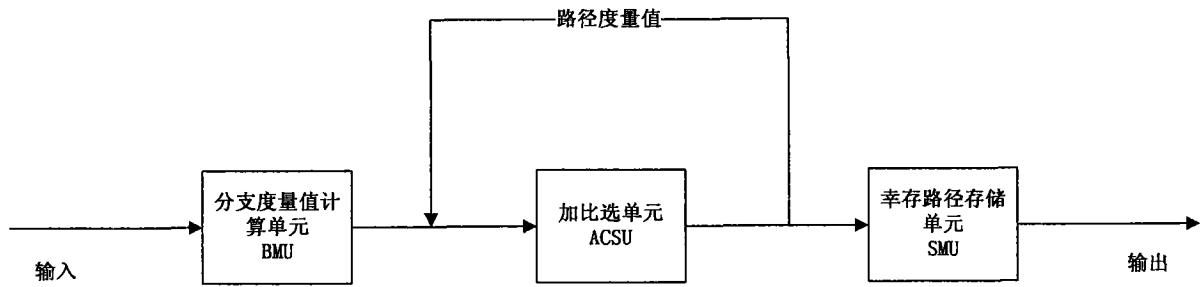 路径度量值
分支度量值计
算单元
BMU
加比选单元
ACSU
幸存路径存储
单元
SMU
输入
输出